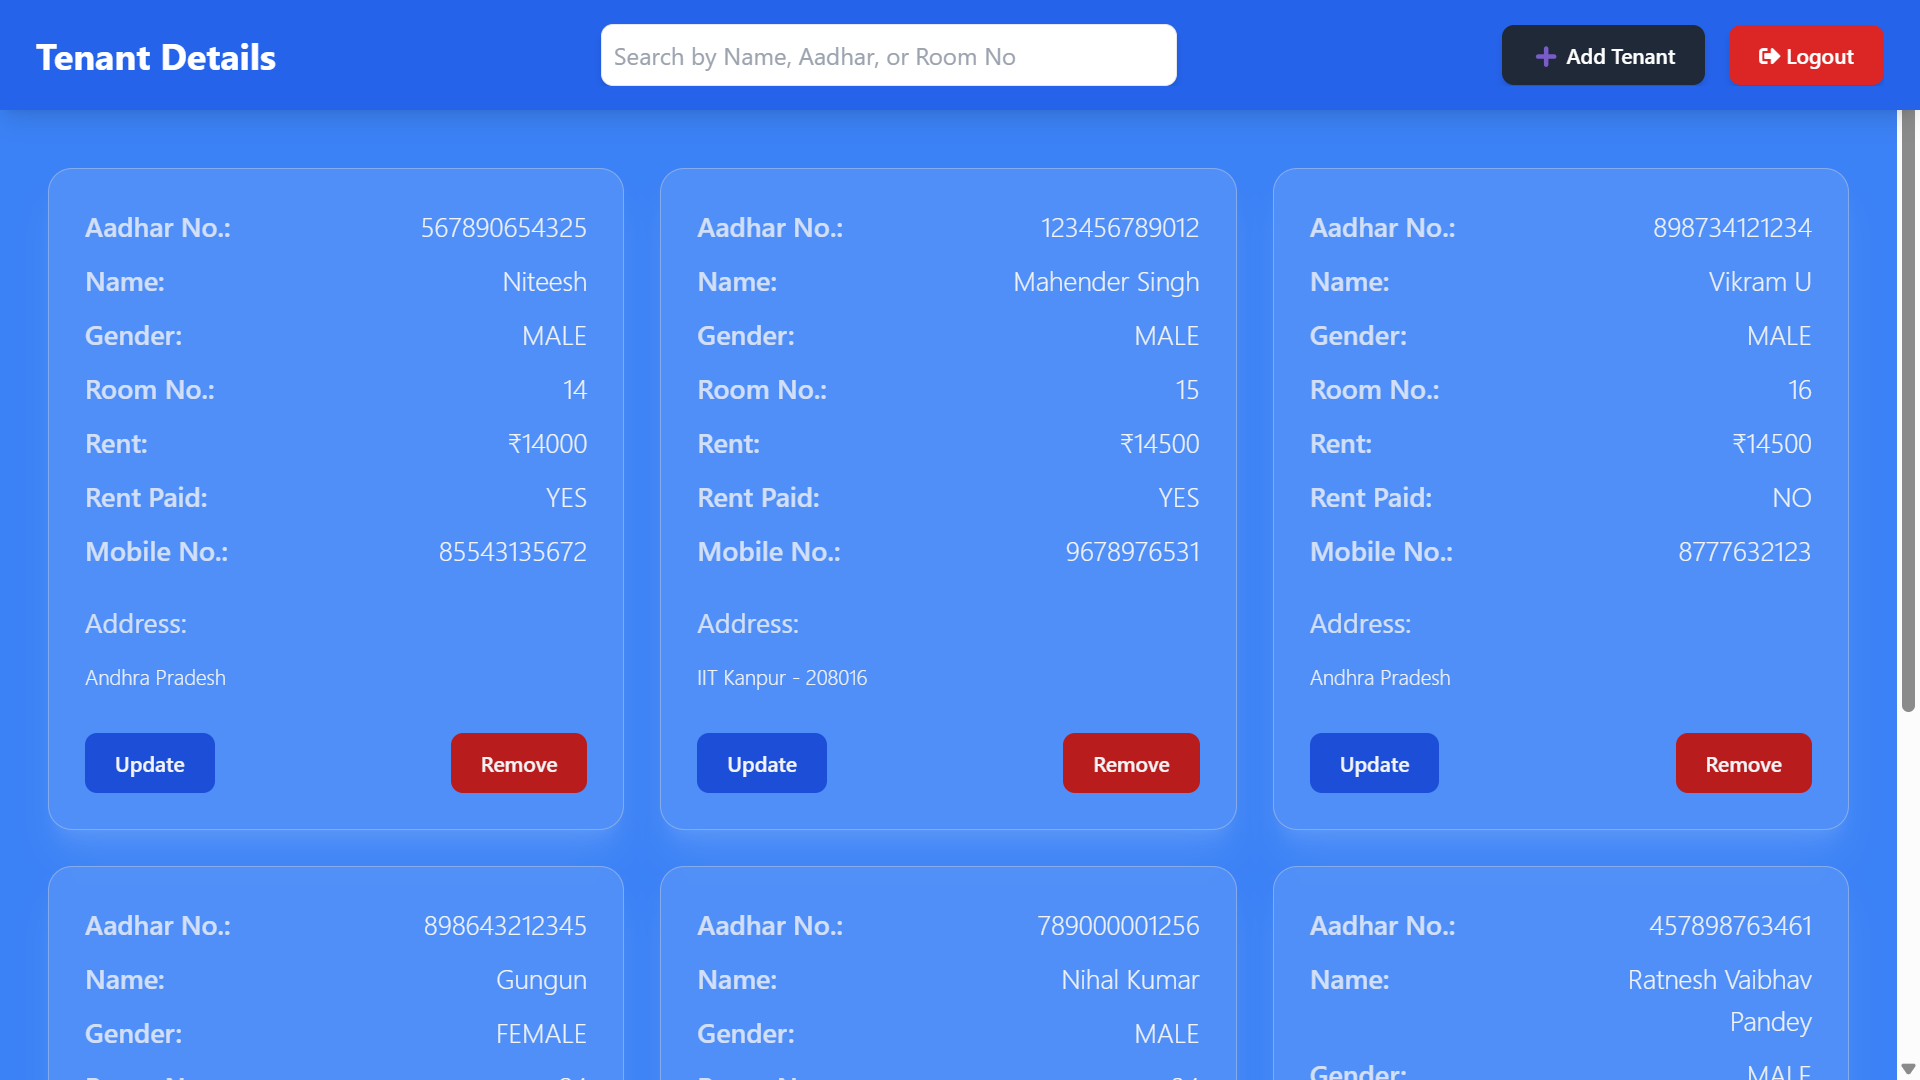 Tenant Details
Search by Name, Aadhar, or Room No
Add Tenant
Logout
Aadhar No.: 567890654325
Name: Niteesh
Gender: MALE
Room No.: 14
Rent: ₹14000
Rent Paid: YES
Mobile No.: 85543135672
Address:
Andhra Pradesh
Update Remove
Aadhar No.: 123456789012
Name: Mahender Singh
Gender: MALE
Room No.: 15
Rent: ₹14500
Rent Paid: YES
Mobile No.: 9678976531
Address:
IIT Kanpur - 208016
Update Remove
Aadhar No.: 898734121234
Name: Vikram U
Gender: MALE
Room No.: 16
Rent: ₹14500
Rent Paid: NO
Mobile No.: 8777632123
Address:
Andhra Pradesh
Update Remove
Aadhar No.: 898643212345
Name: Gungun
Gender: FEMALE
Aadhar No.: 789000001256
Name: Nihal Kumar
Gender: MALE
Aadhar No.: 457898763461
Name: Ratnesh Vaibhav
Pandey
Gender: MALE